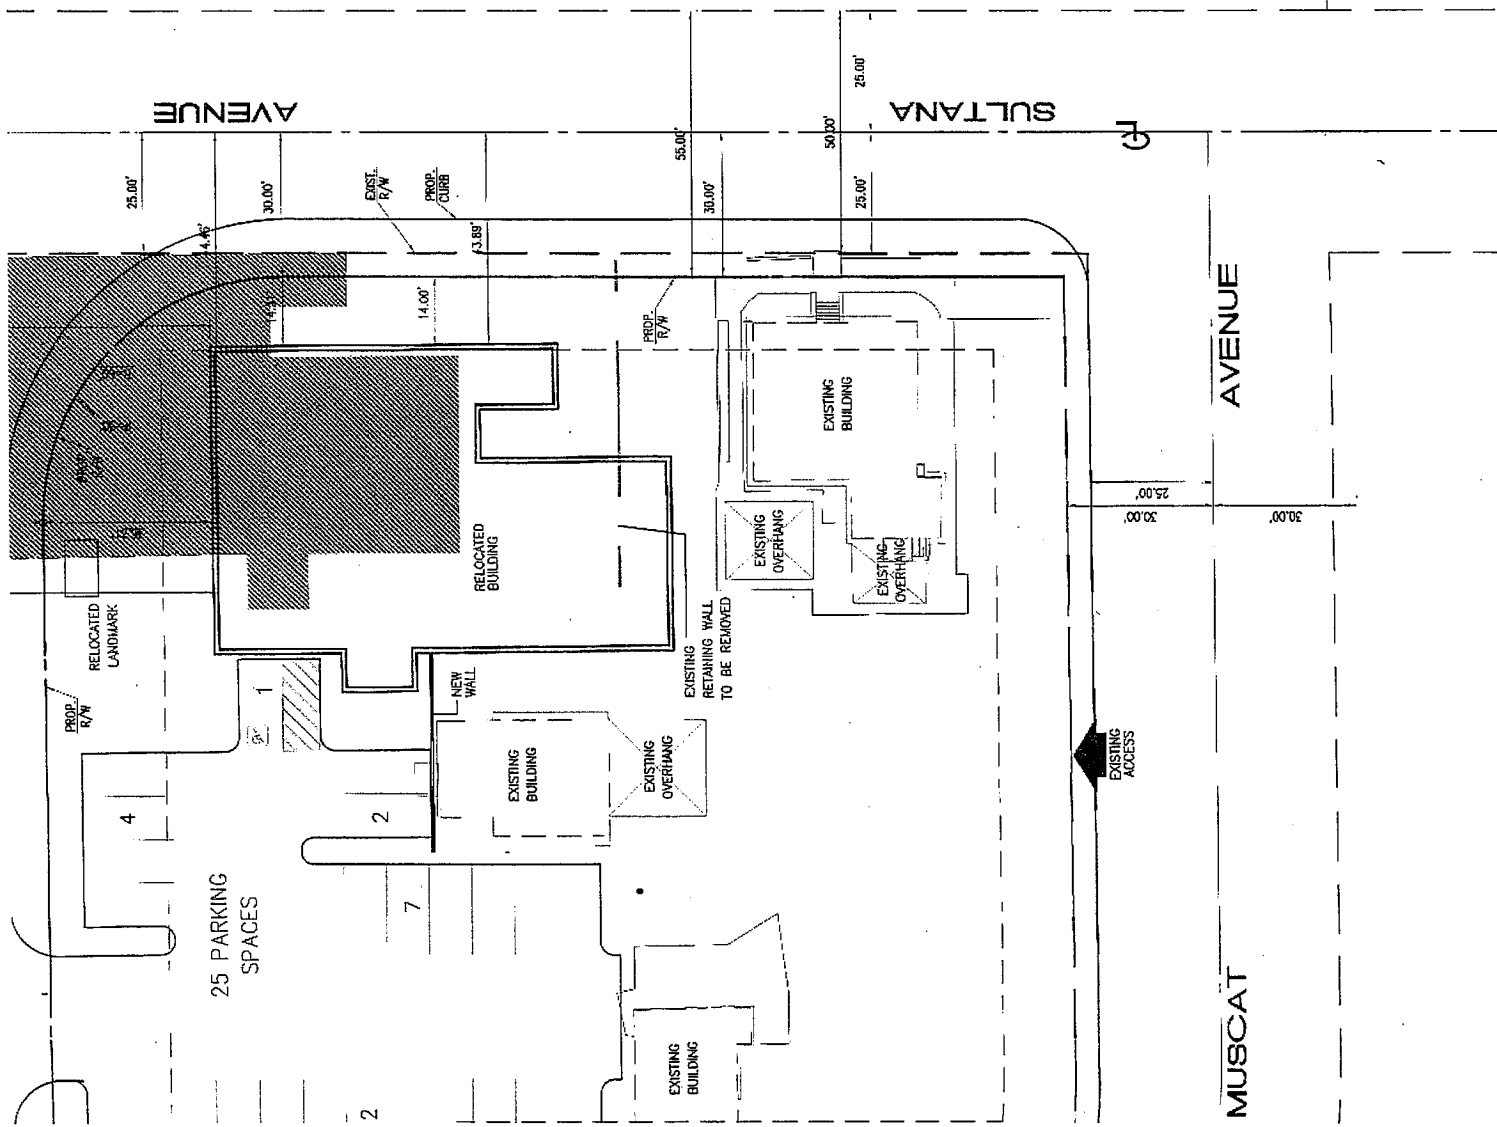 SULTANA
AVENUE
25.00'
30.00'
EXIST.
R/W
PROP.
CURB
55.00'
30.00'
25.00'
50.00'
25.00'
43.89'
14.00'
PROP.
R/W
EXISTING
BUILDING
EXISTING
OVERHANG
EXISTING
OVERHANG
AVENUE
MUSCAT
25.00'
30.00'
30.00'
RELOCATED
BUILDING
RELOCATED
LANDMARK
EXISTING
RETAINING WALL
TO BE REMOVED
NEW
WALL
PROP.
R/W
1
4
2
7
2
25 PARKING
SPACES
EXISTING
BUILDING
EXISTING
OVERHANG
EXISTING
ACCESS
EXISTING
BUILDING